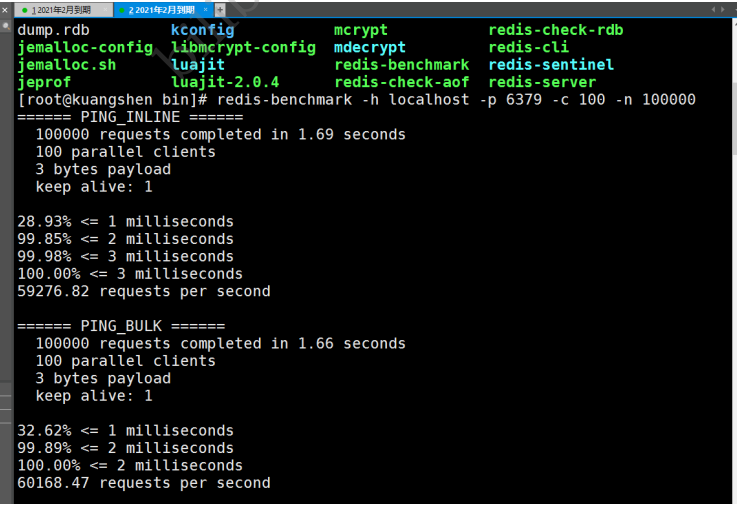 1 2021年2月到期 2 2021年2月到期
dump.rdb kconfig mcrypt redis-check-rdb
jemalloc-config libmcrypt-config mdecrypt redis-cli
jemalloc.sh luajit redis-benchmark redis-sentinel
jeprof luajit-2.0.4 redis-check-aof redis-server
[root@kuangshen bin]# redis-benchmark -h localhost -p 6379 -c 100 -n 100000
====== PING_INLINE ======
100000 requests completed in 1.69 seconds
100 parallel clients
3 bytes payload
keep alive: 1
28.93% <= 1 milliseconds
99.85% <= 2 milliseconds
99.98% <= 3 milliseconds
100.00% <= 3 milliseconds
59276.82 requests per second
====== PING_BULK ======
100000 requests completed in 1.66 seconds
100 parallel clients
3 bytes payload
keep alive: 1
32.62% <= 1 milliseconds
99.89% <= 2 milliseconds
100.00% <= 2 milliseconds
60168.47 requests per second